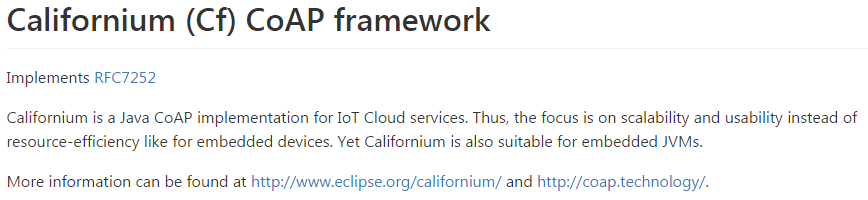 Californium (Cf) CoAP framework
Implements RFC7252
Californium is a Java CoAP implementation for IoT Cloud services. Thus, the focus is on scalability and usability instead of
resource-efficiency like for embedded devices. Yet Californium is also suitable for embedded JVMs.
More information can be found at http://www.eclipse.org/californium/ and http://coap.technology/.